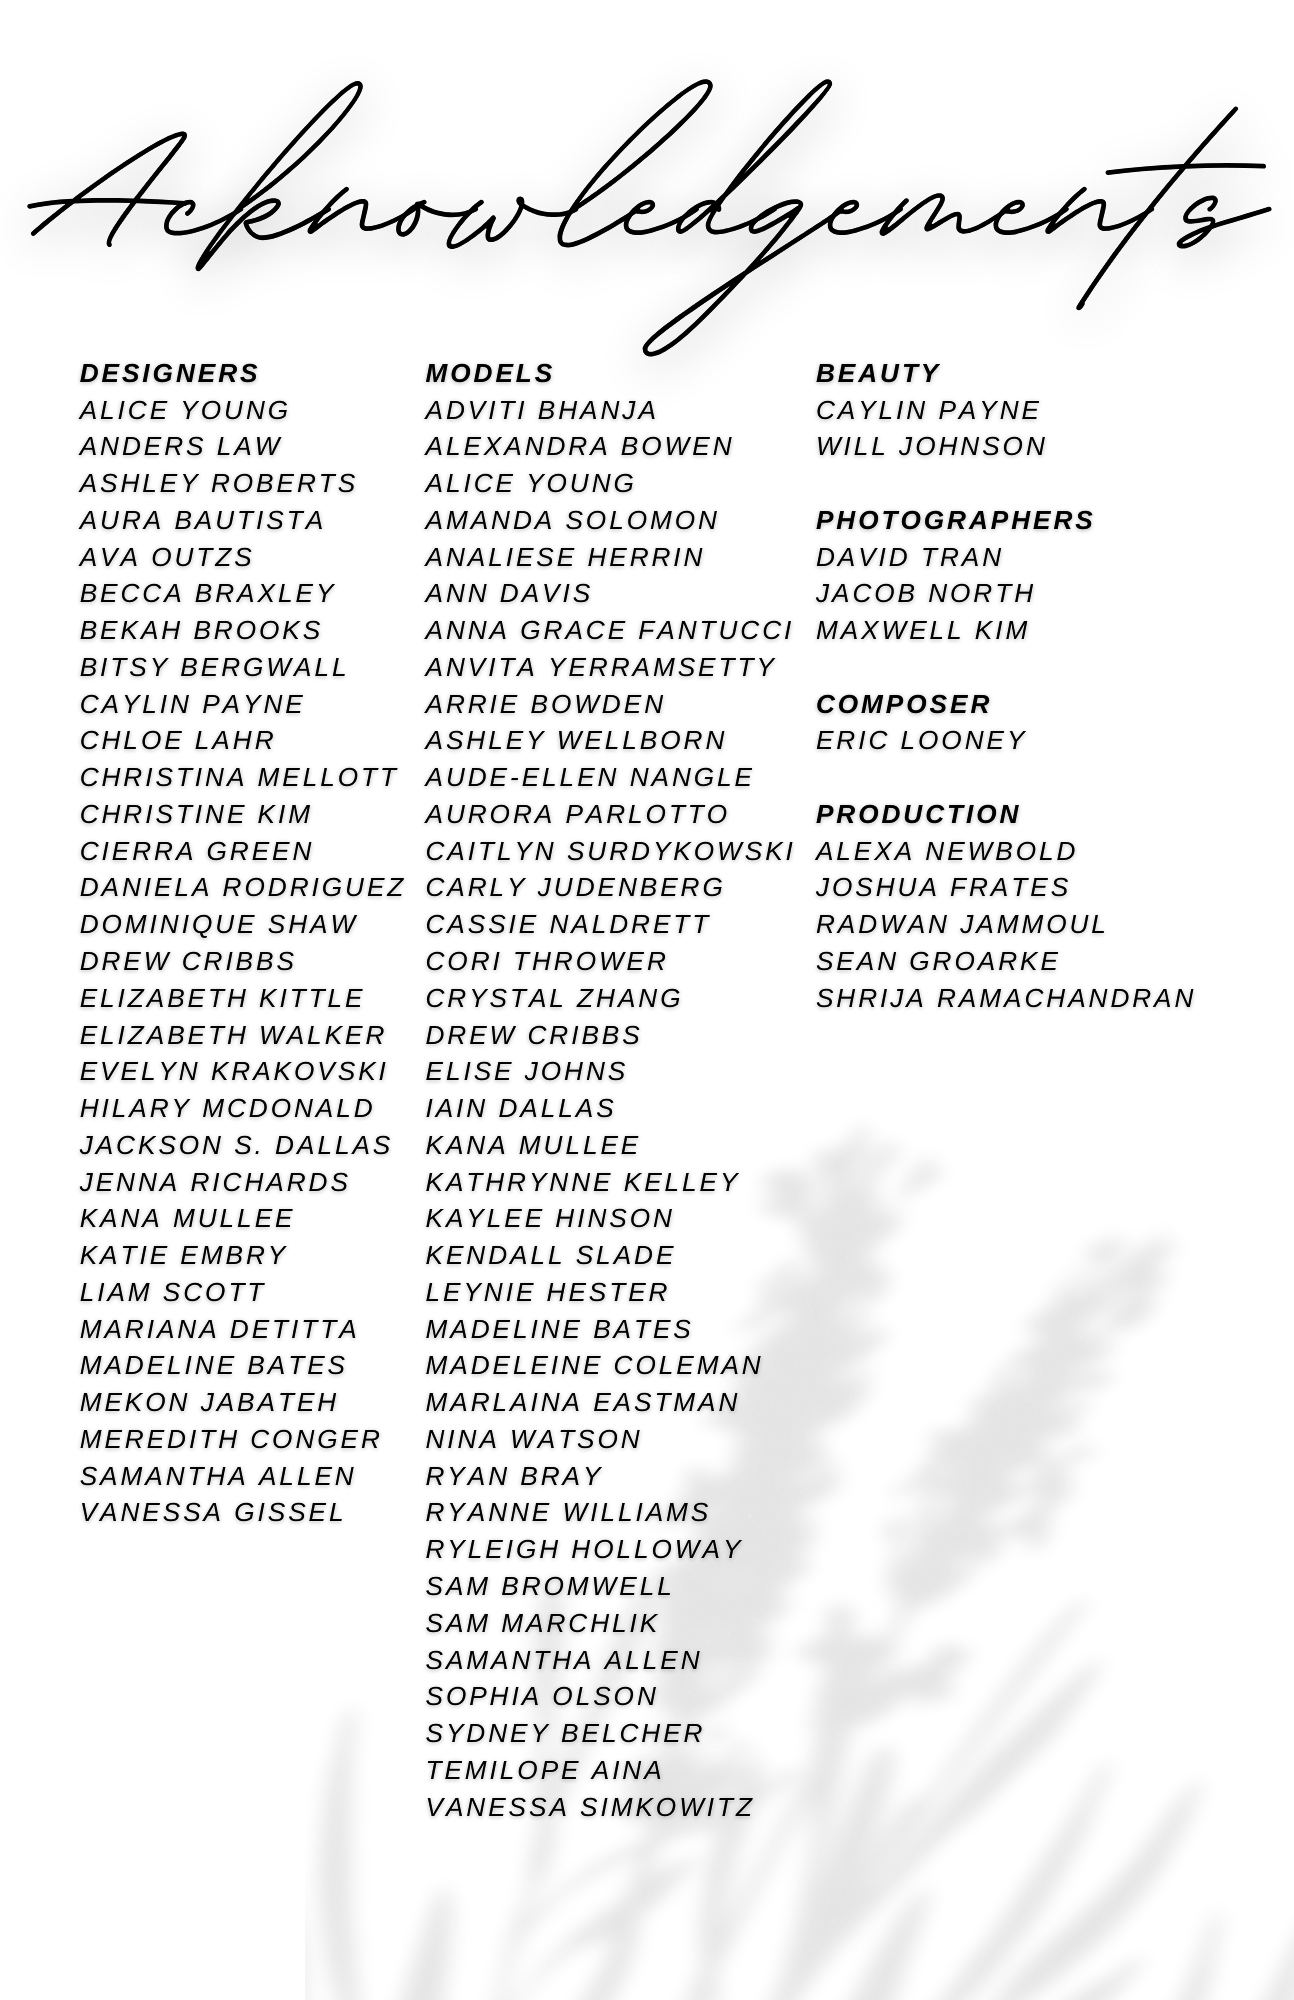 Acknowledgements
DESIGNERS
ALICE YOUNG
ANDERS LAW
ASHLEY ROBERTS
AURA BAUTISTA
AVA OUTZS
BECCA BRAXLEY
BEKAH BROOKS
BITSY BERGWALL
CAYLIN PAYNE
CHLOE LAHR
CHRISTINA MELLOTT
CHRISTINE KIM
CIERRA GREEN
DANIELA RODRIGUEZ
DOMINIQUE SHAW
DREW CRIBBS
ELIZABETH KITTLE
ELIZABETH WALKER
EVELYN KRAKOVSKI
HILARY MCDONALD
JACKSON S. DALLAS
JENNA RICHARDS
KANA MULLEE
KATIE EMBRY
LIAM SCOTT
MARIANA DETITTA
MADELINE BATES
MEKON JABATEH
MEREDITH CONGER
SAMANTHA ALLEN
VANESSA GISSEL
MODELS
ADVITI BHANJA
ALEXANDRA BOWEN
ALICE YOUNG
AMANDA SOLOMON
ANALIESE HERRIN
ANN DAVIS
ANNA GRACE FANTUCCI
ANVITA YERRAMSETTY
ARRIE BOWDEN
ASHLEY WELLBORN
AUDE-ELLEN NANGLE
AURORA PARLOTTO
CAITLYN SURDYKOWSKI
CARLY JUDENBERG
CASSIE NALDRETT
CORI THROWER
CRYSTAL ZHANG
DREW CRIBBS
ELISE JOHNS
IAIN DALLAS
KANA MULLEE
KATHRYNNE KELLEY
KAYLEE HINSON
KENDALL SLADE
LEYNIE HESTER
MADELINE BATES
MADELEINE COLEMAN
MARLAINA EASTMAN
NINA WATSON
RYAN BRAY
RYANNE WILLIAMS
RYLEIGH HOLLOWAY
SAM BROMWELL
SAM MARCHLIK
SAMANTHA ALLEN
SOPHIA OLSON
SYDNEY BELCHER
TEMILOPE AINA
VANESSA SIMKOWITZ
BEAUTY
CAYLIN PAYNE
WILL JOHNSON
PHOTOGRAPHERS
DAVID TRAN
JACOB NORTH
MAXWELL KIM
COMPOSER
ERIC LOONEY
PRODUCTION
ALEXA NEWBOLD
JOSHUA FRATES
RADWAN JAMMOUL
SEAN GROARKE
SHRIJA RAMACHANDRAN